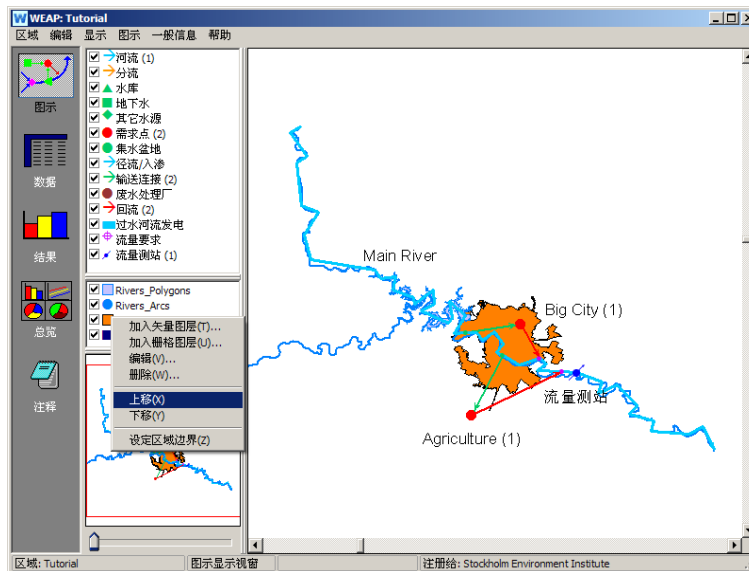 WEAP: Tutorial
区域 编辑 显示 图示 一般信息 帮助
图示
数据
结果
总览
注释
河流 (1)
分流
水库
地下水
其它水源
需求点 (2)
集水盆地
径流/入渗
输送连接 (2)
废水处理厂
回流 (2)
过水河流发电
流量要求
流量测站 (1)
Rivers_Polygons
Rivers_Arcs
加入矢量图层(T)...
加入栅格图层(U)...
编辑(V)...
删除(W)...
上移(X)
下移(Y)
设定区域边界(Z)
Main River
Big City (1)
流量测站
Agriculture (1)
区域: Tutorial
图示显示视窗
注册给: Stockholm Environment Institute